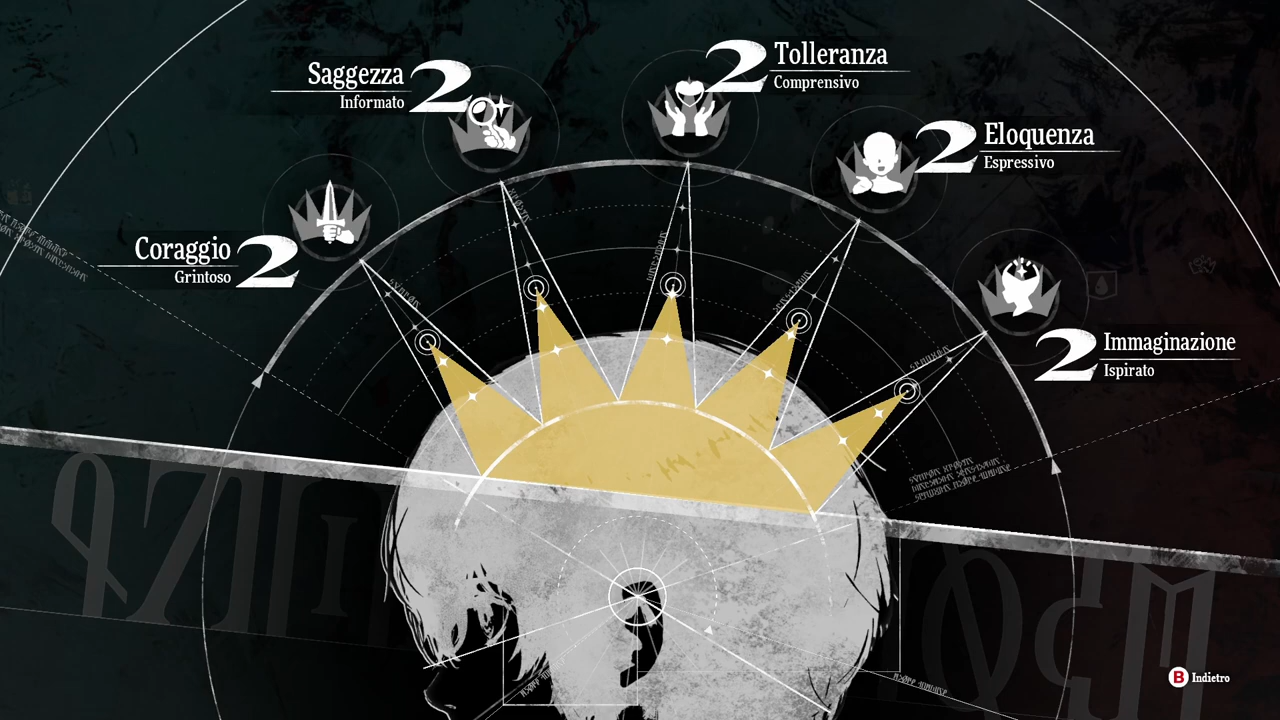 Saggezza 2
Informato
Tolleranza 2
Comprensivo
Eloquenza 2
Espressivo
Coraggio 2
Grintoso
Immaginazione 2
Ispirato
B Indietro